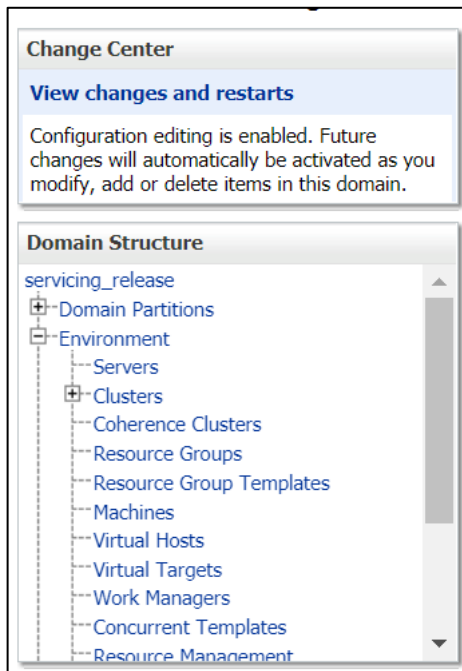 Change Center
View changes and restarts
Configuration editing is enabled. Future
changes will automatically be activated as you
modify, add or delete items in this domain.
Domain Structure
servicing_release
Domain Partitions
Environment
Servers
Clusters
Coherence Clusters
Resource Groups
Resource Group Templates
Machines
Virtual Hosts
Virtual Targets
Work Managers
Concurrent Templates
Resource Management